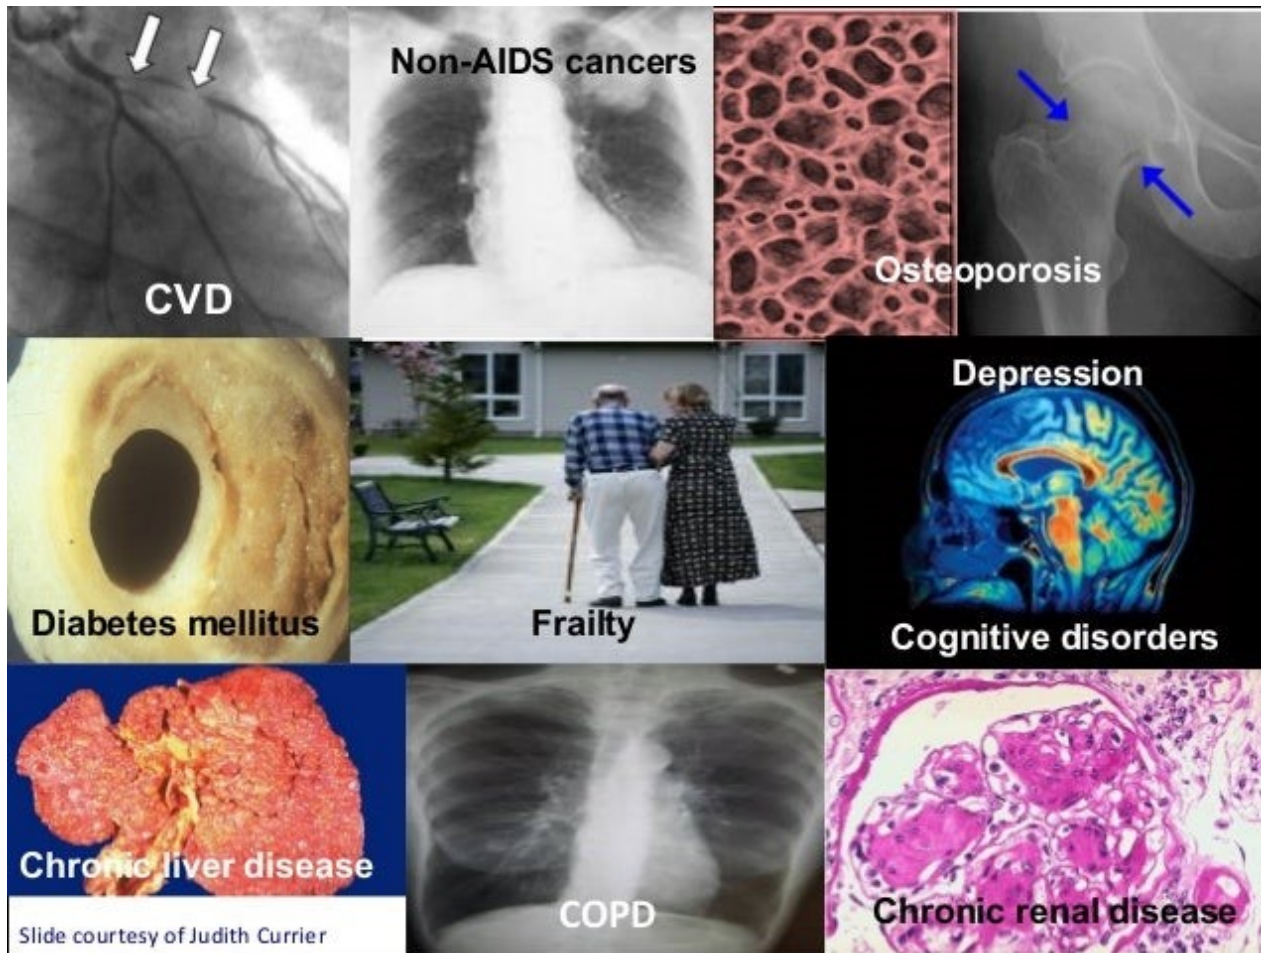 Non-AIDS cancers
CVD
Osteoporosis
Depression
Diabetes mellitus
Frailty
Cognitive disorders
Chronic liver disease
COPD
Chronic renal disease
Slide courtesy of Judith Currier